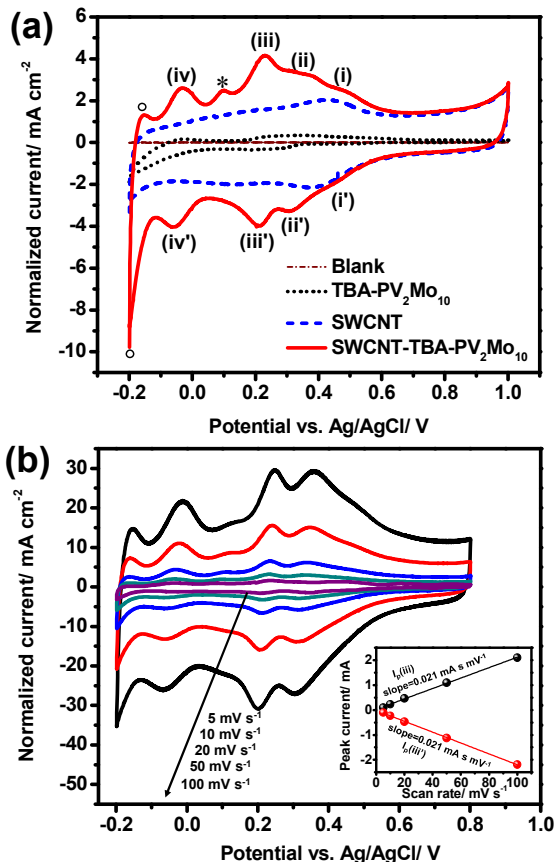 (a)
Normalized current/ mA cm⁻²
6
4
2
0
-2
-4
-6
-8
-10
(iv)
*
(iii)
(ii)
(i)
(i')
(ii')
(iii')
(iv')
Blank
TBA-PV₂Mo₁₀
SWCNT
SWCNT-TBA-PV₂Mo₁₀
-0.2 0.0 0.2 0.4 0.6 0.8 1.0
Potential vs. Ag/AgCl/ V
(b)
Normalized current/ mA cm⁻²
30
20
10
0
-10
-20
-30
-40
-50
5 mV s⁻¹
10 mV s⁻¹
20 mV s⁻¹
50 mV s⁻¹
100 mV s⁻¹
Peak current/ mA
2
1
0
-1
-2
Iₚ(iii)
slope=0.021 mA s mV⁻¹
slope=0.021 mA s mV⁻¹
Iₚ(iii')
0 20 40 60 80 100
Scan rate/ mV s⁻¹
-0.2 0.0 0.2 0.4 0.6 0.8 1.0
Potential vs. Ag/AgCl/ V